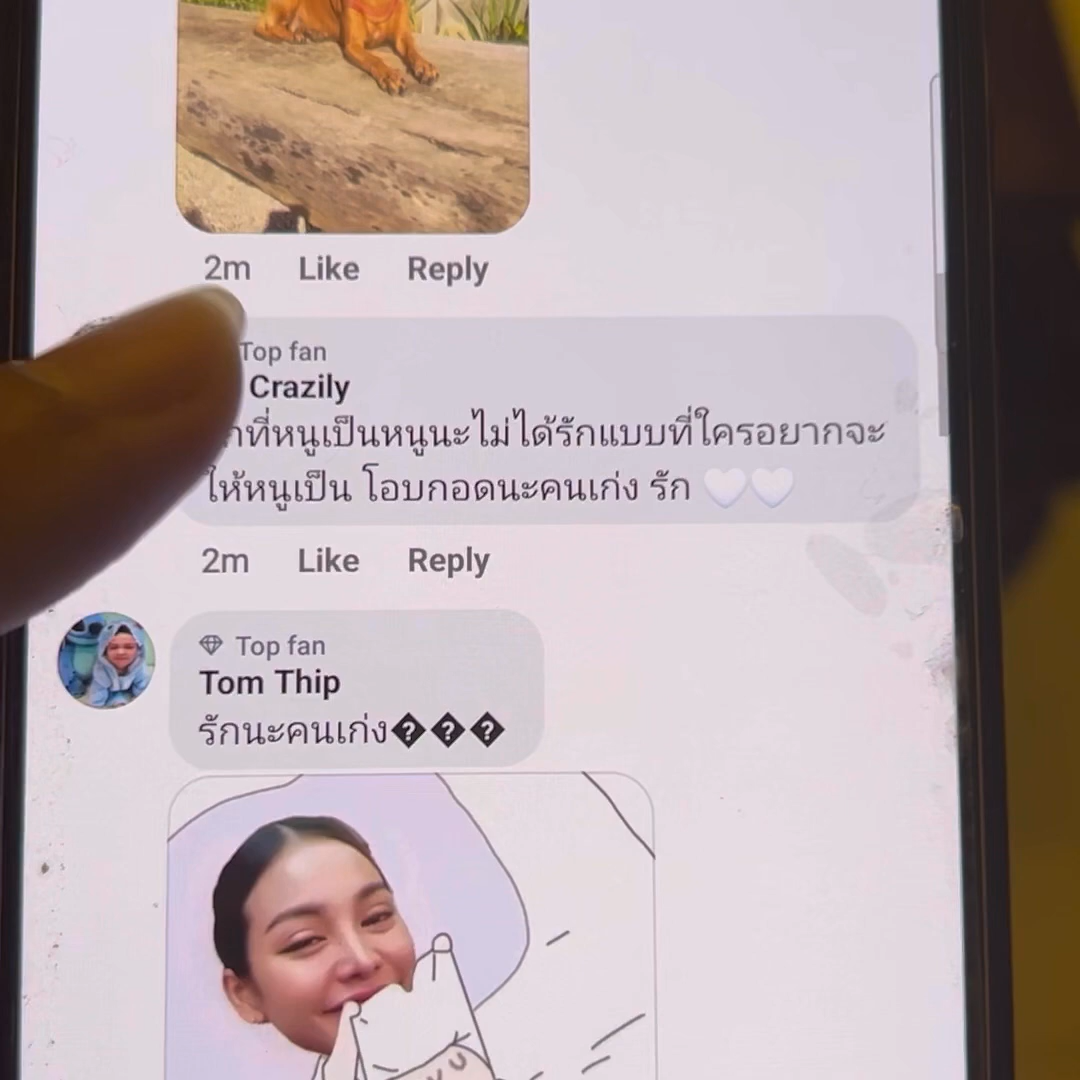 2m Like Reply
Top fan
Crazily
ที่หนูเป็นหนูนะไม่ได้รักแบบที่ใครอยากจะ
ให้หนูเป็น โอบกอดนะคนเก่ง รัก 🤍🤍
2m Like Reply
Top fan
Tom Thip
รักนะคนเก่ง���